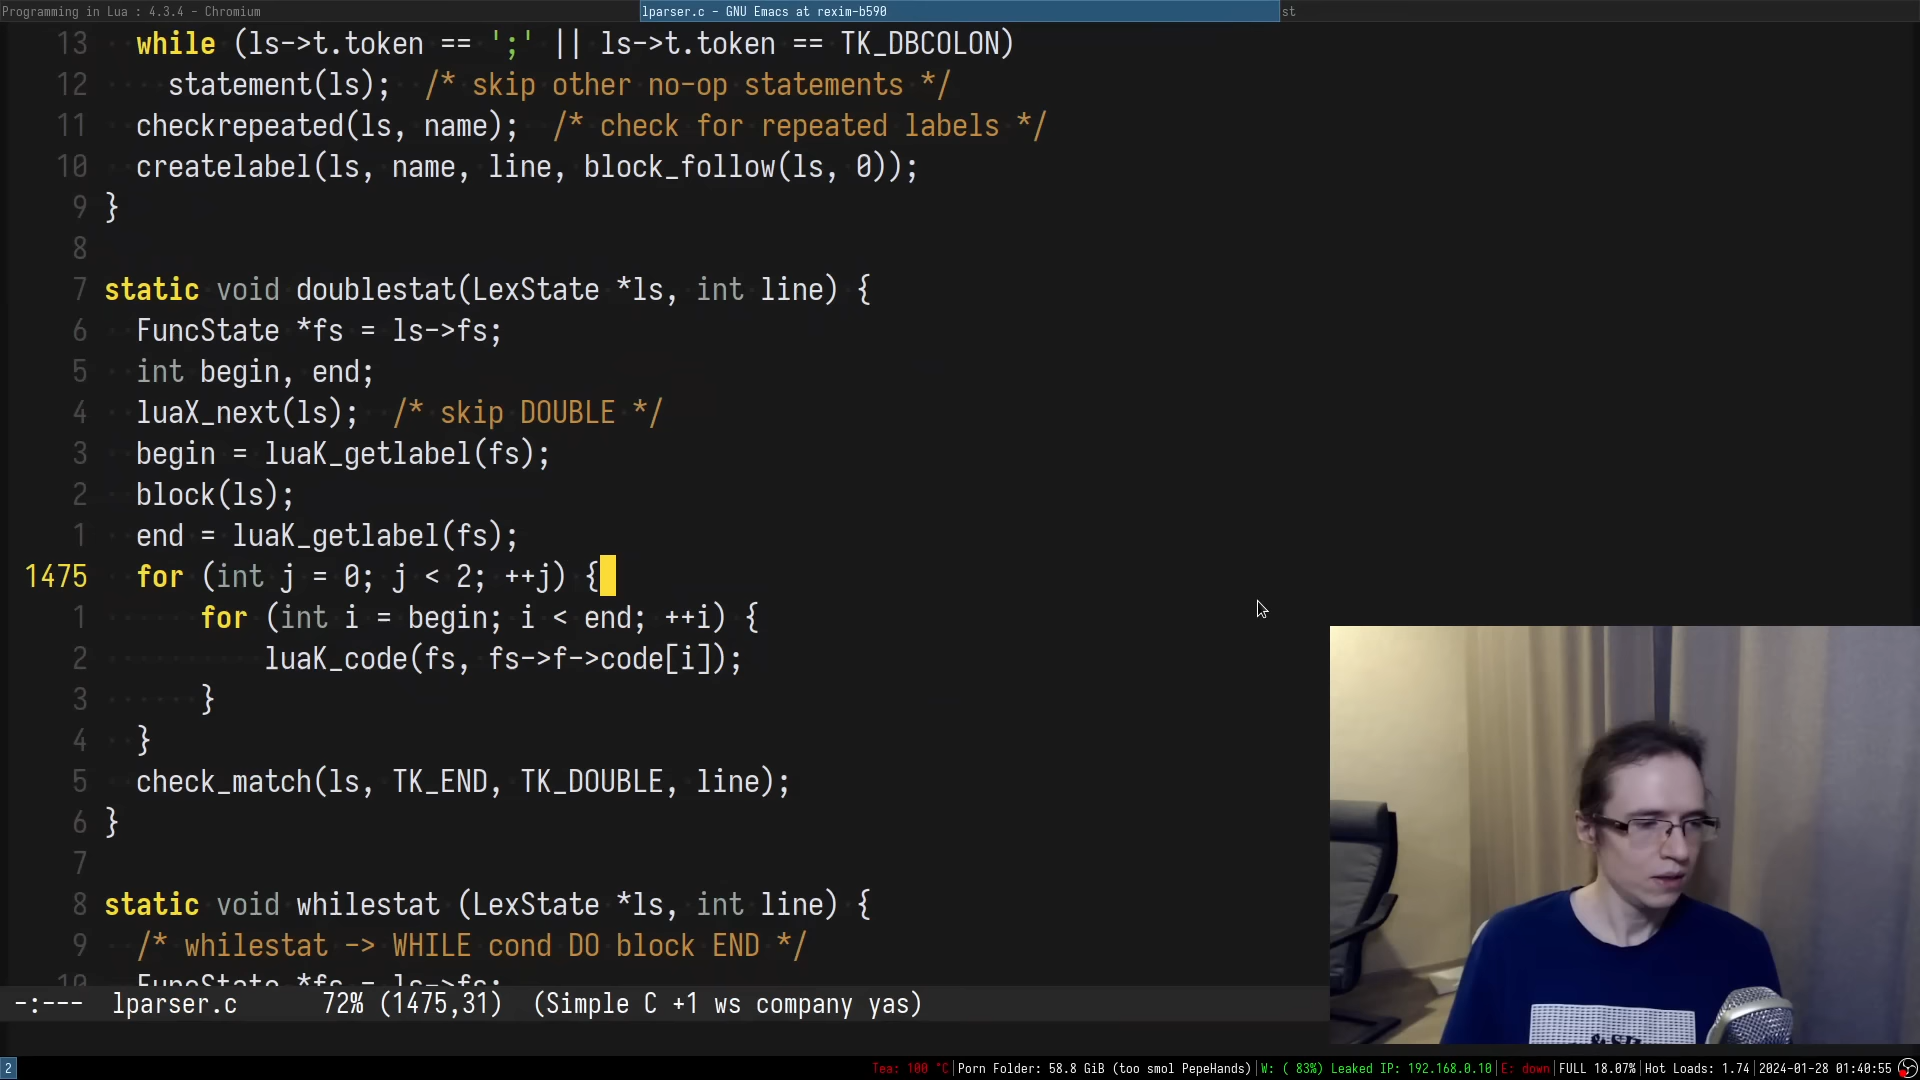 Programming in Lua : 4.3.4 - Chromium
lparser.c - GNU Emacs at rexim-b590
st
13 while (ls->t.token == ';' || ls->t.token == TK_DBCOLON)
12 statement(ls); /* skip other no-op statements */
11 checkrepeated(ls, name); /* check for repeated labels */
10 createlabel(ls, name, line, block_follow(ls, 0));
9 }
8
7 static void doublestat(LexState *ls, int line) {
6 FuncState *fs = ls->fs;
5 int begin, end;
4 luaX_next(ls); /* skip DOUBLE */
3 begin = luaK_getlabel(fs);
2 block(ls);
1 end = luaK_getlabel(fs);
1475 for (int j = 0; j < 2; ++j) {
1 for (int i = begin; i < end; ++i) {
2 luaK_code(fs, fs->f->code[i]);
3 }
4 }
5 check_match(ls, TK_END, TK_DOUBLE, line);
6 }
7
8 static void whilestat (LexState *ls, int line) {
9 /* whilestat -> WHILE cond DO block END */
10 FuncState *fs = ls->fs;
-:--- lparser.c 72% (1475,31) (Simple C +1 ws company yas)
2
Tea: 100 °C|Porn Folder: 58.8 GiB (too smol PepeHands)|W: ( 83%) Leaked IP: 192.168.0.10|E: down|FULL 18.07%|Hot Loads: 1.74|2024-01-28 01:40:55